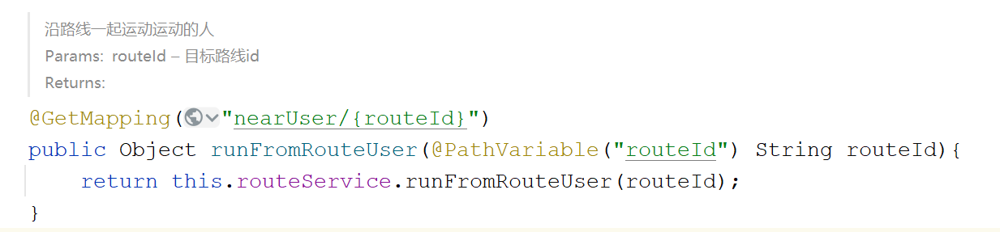 沿路线一起运动运动的人
Params: routeId – 目标路线id
Returns:
@GetMapping("nearUser/{routeId}")
public Object runFromRouteUser(@PathVariable("routeId") String routeId){
    return this.routeService.runFromRouteUser(routeId);
}